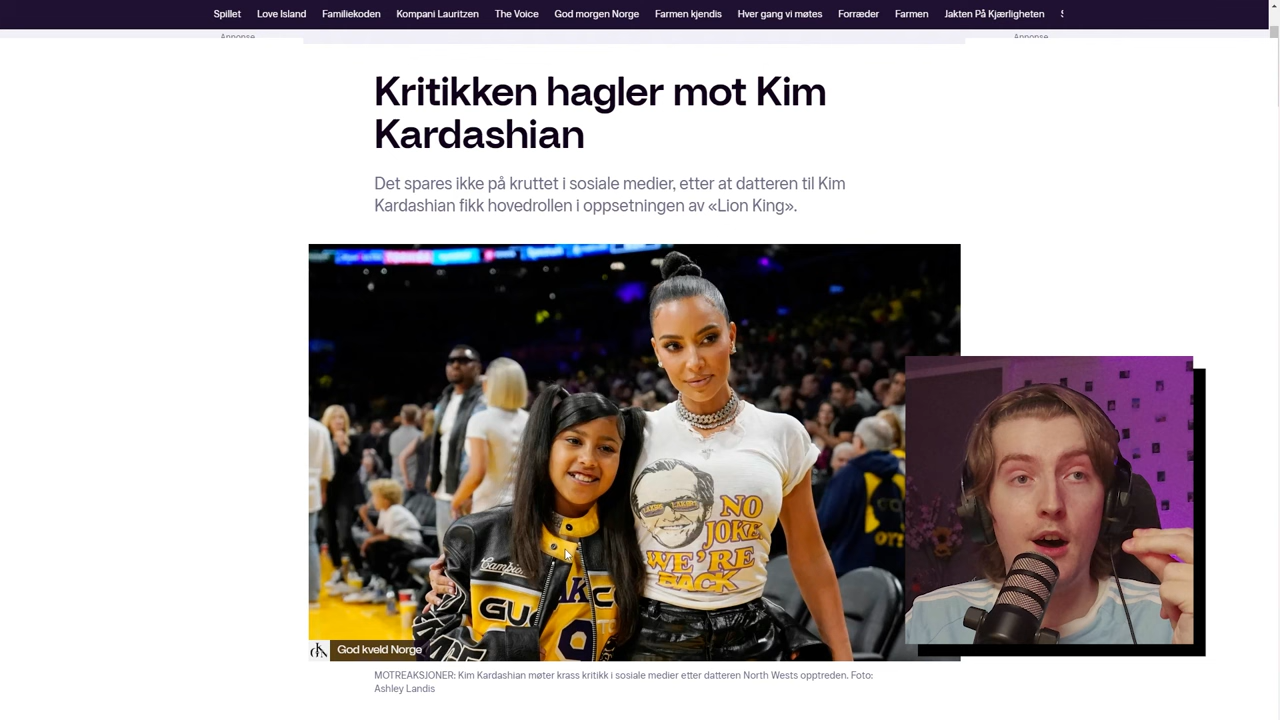 Spillet Love Island Familiekoden Kompani Lauritzen The Voice God morgen Norge Farmen kjendis Hver gang vi møtes Forræder Farmen Jakten På Kjærligheten
Annonse Annonse
Kritikken hagler mot Kim
Kardashian
Det spares ikke på kruttet i sosiale medier, etter at datteren til Kim
Kardashian fikk hovedrollen i oppsetningen av «Lion King».
NO
JOKE
WE'RE
BACK
Campio
GU
God kveld Norge
MOTREAKSJONER: Kim Kardashian møter krass kritikk i sosiale medier etter datteren North Wests opptreden. Foto:
Ashley Landis